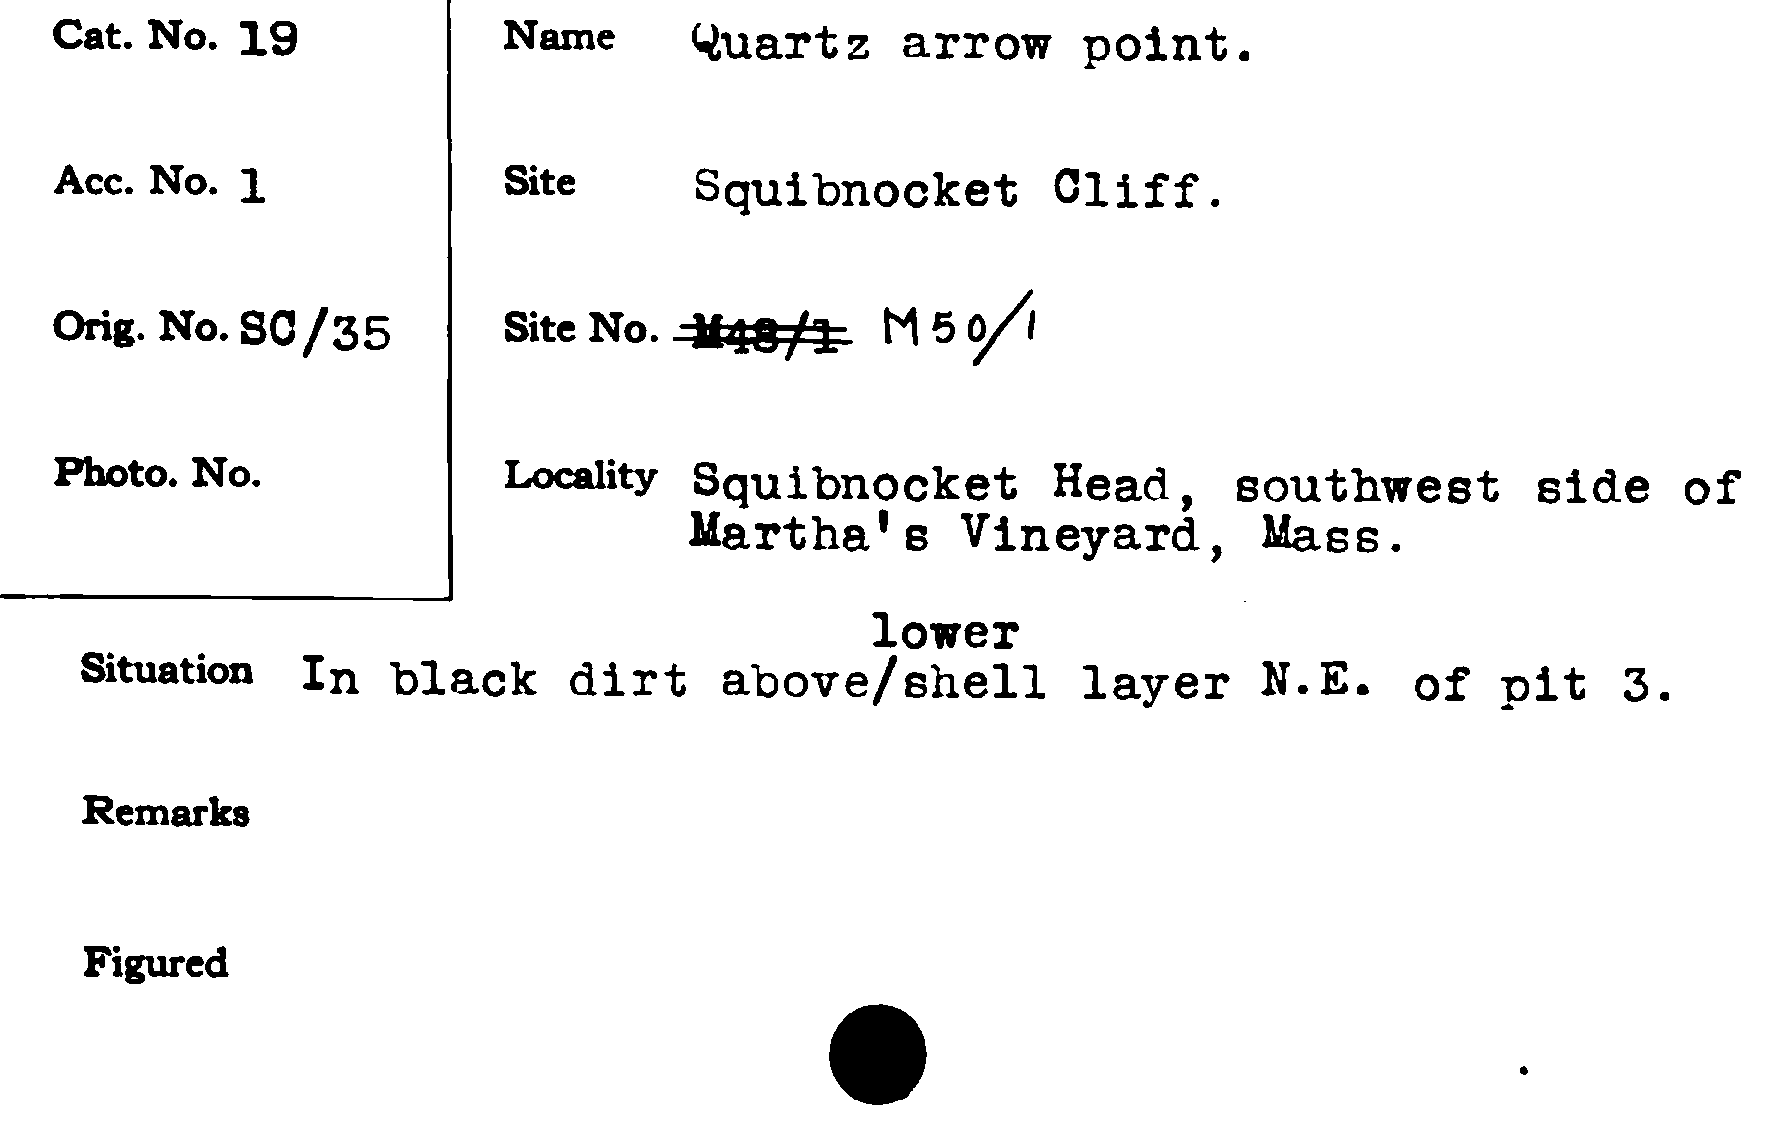 Cat. No. 19
Name Quartz arrow point.
Acc. No. 1
Site Squibnocket Cliff.
Orig. No. SC/35
Site No. M48/1 M50/1
Photo. No.
Locality Squibnocket Head, southwest side of
Martha's Vineyard, Mass.
lower
Situation In black dirt above/shell layer N.E. of pit 3.
Remarks
Figured